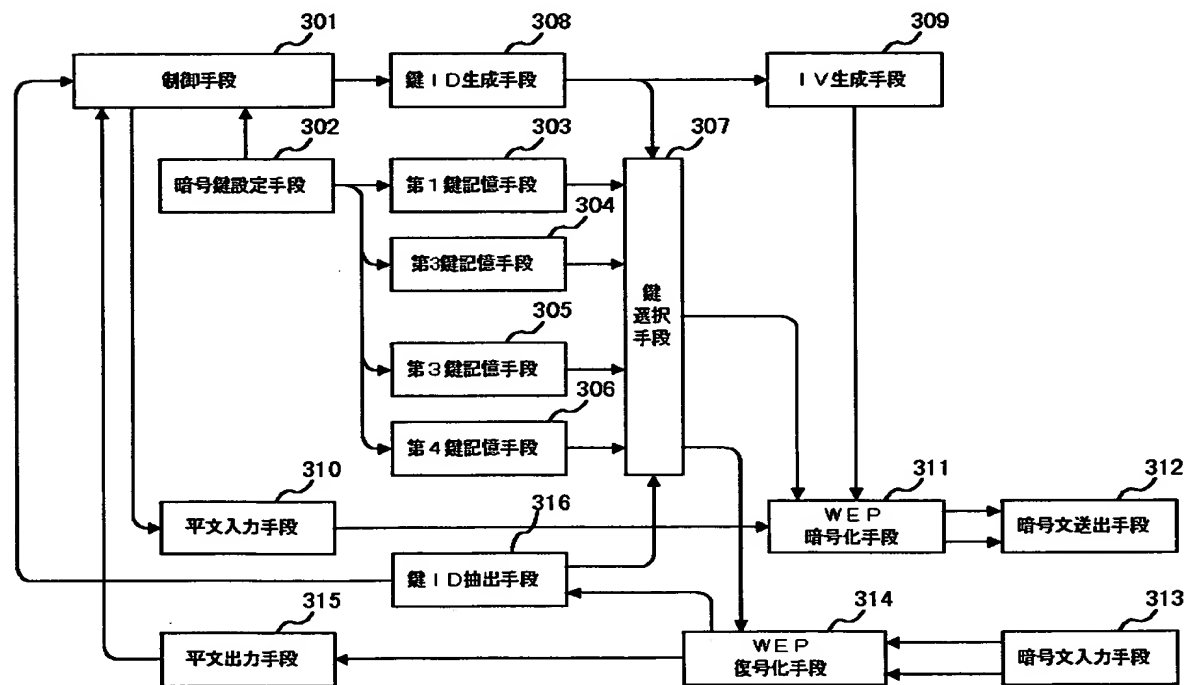 301
制御手段
308
鍵ID生成手段
309
IV生成手段
302
暗号鍵設定手段
303
第1鍵記憶手段
307
鍵
選択
手段
304
第3鍵記憶手段
305
第3鍵記憶手段
306
第4鍵記憶手段
310
平文入力手段
311
WEP
暗号化手段
312
暗号文送出手段
316
鍵ID抽出手段
315
平文出力手段
314
WEP
復号化手段
313
暗号文入力手段